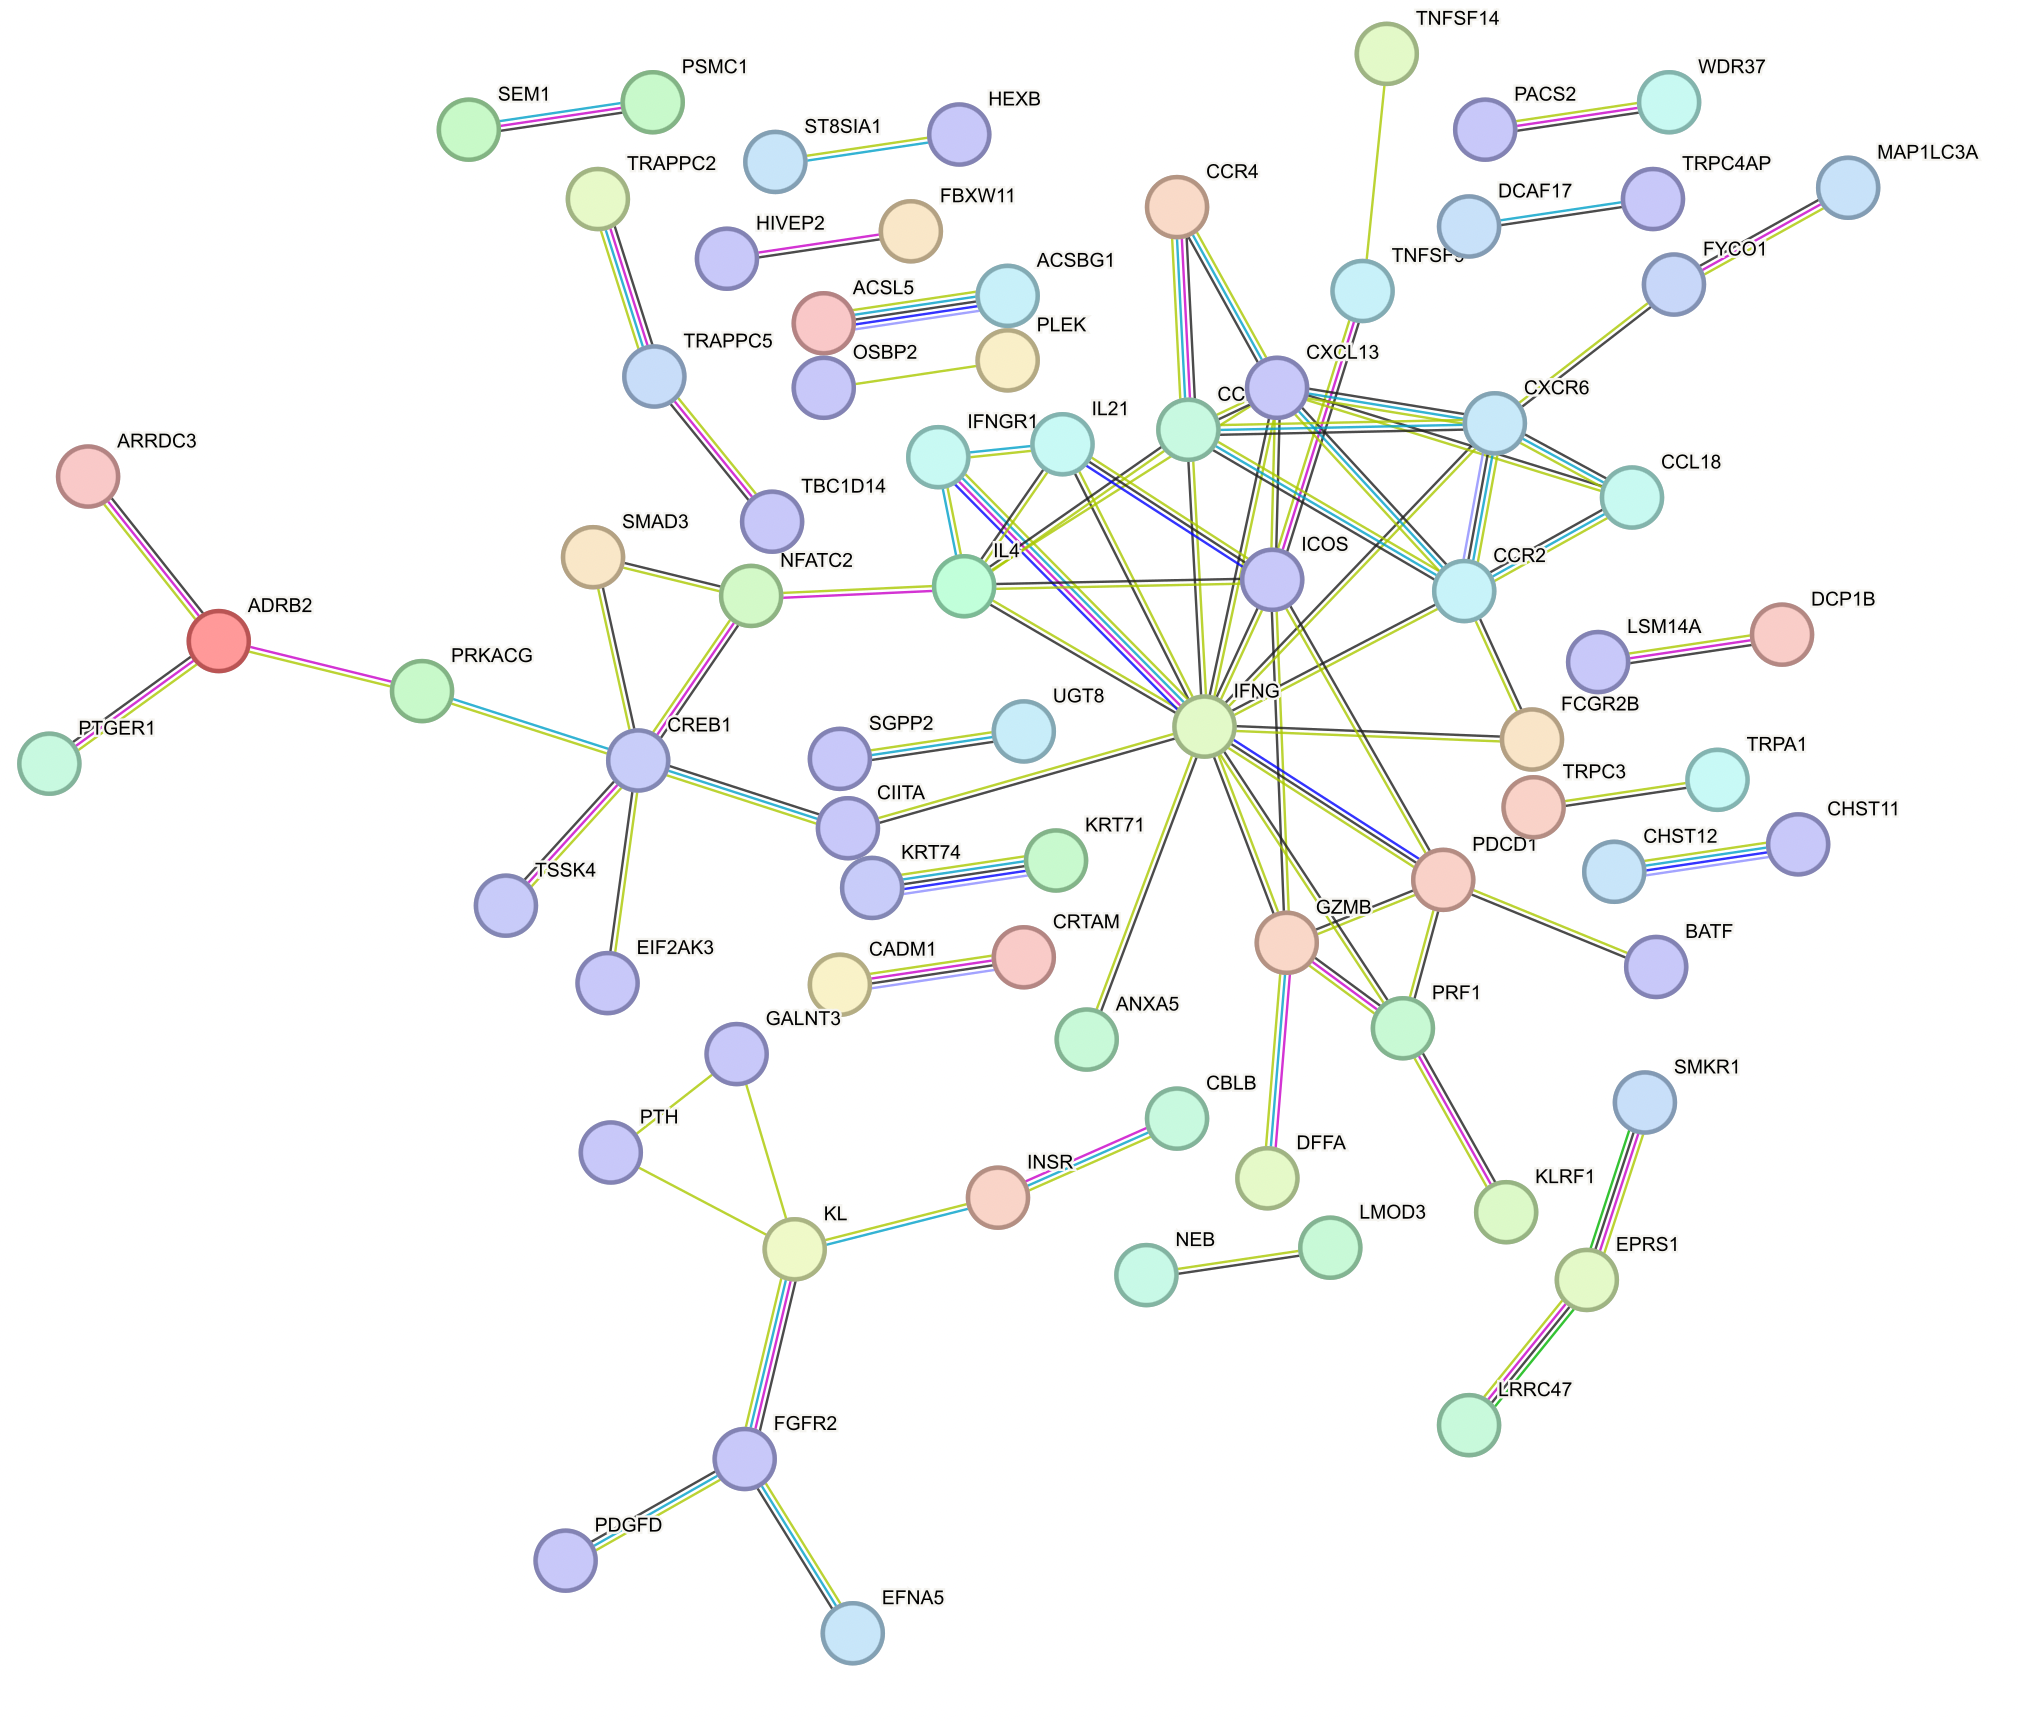 TNFSF14
PSMC1
WDR37
SEM1
PACS2
HEXB
ST8SIA1
MAP1LC3A
TRAPPC2
CCR4
TRPC4AP
DCAF17
FBXW11
HIVEP2
FYCO1
TNFSF9
ACSBG1
ACSL5
PLEK
TRAPPC5
OSBP2
CXCL13
CXCR6
CC
IL21
IFNGR1
ARRDC3
CCL18
TBC1D14
SMAD3
ICOS
IL4
CCR2
NFATC2
DCP1B
ADRB2
LSM14A
PRKACG
IFNG
UGT8
FCGR2B
SGPP2
CREB1
PTGER1
TRPA1
TRPC3
CIITA
CHST11
KRT71
CHST12
PDCD1
KRT74
TSSK4
GZMB
CRTAM
BATF
EIF2AK3
CADM1
PRF1
ANXA5
GALNT3
SMKR1
CBLB
PTH
DFFA
INSR
KLRF1
KL
LMOD3
NEB
EPRS1
LRRC47
FGFR2
PDGFD
EFNA5